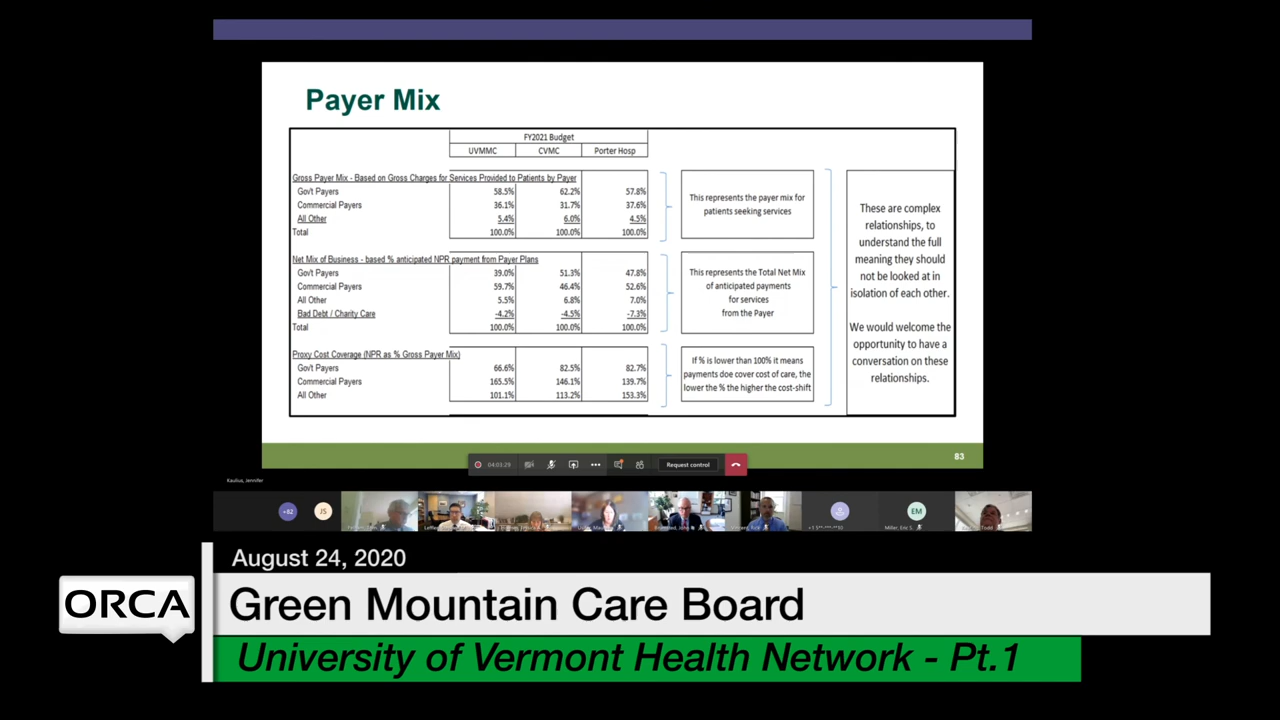 Payer Mix
FY2021 Budget
UVMMC CVMC Porter Hosp
Gross Payer Mix - Based on Gross Charges for Services Provided to Patients by Payer
Gov't Payers 58.5% 62.2% 57.8%
Commercial Payers 36.1% 31.7% 37.6%
All Other 5.4% 6.0% 4.5%
Total 100.0% 100.0% 100.0%
This represents the payer mix for
patients seeking services
Net Mix of Business - based % anticipated NPR payment from Payer Plans
Gov't Payers 39.0% 51.3% 47.8%
Commercial Payers 59.7% 46.4% 52.6%
All Other 5.5% 6.8% 7.0%
Bad Debt / Charity Care -4.2% -4.5% -7.3%
Total 100.0% 100.0% 100.0%
This represents the Total Net Mix
of anticipated payments
for services
from the Payer
Proxy Cost Coverage (NPR as % Gross Payer Mix)
Gov't Payers 66.6% 82.5% 82.7%
Commercial Payers 165.5% 146.1% 139.7%
All Other 101.1% 113.2% 153.3%
If % is lower than 100% it means
payments doe cover cost of care, the
lower the % the higher the cost-shift
These are complex
relationships, to
understand the full
meaning they should
not be looked at in
isolation of each other.
We would welcome the
opportunity to have a
conversation on these
relationships.
83
04:03:29
Request control
Kaulius, Jennifer
+82
JS
EM
Miller, Eric S.
August 24, 2020
ORCA
Green Mountain Care Board
University of Vermont Health Network - Pt.1